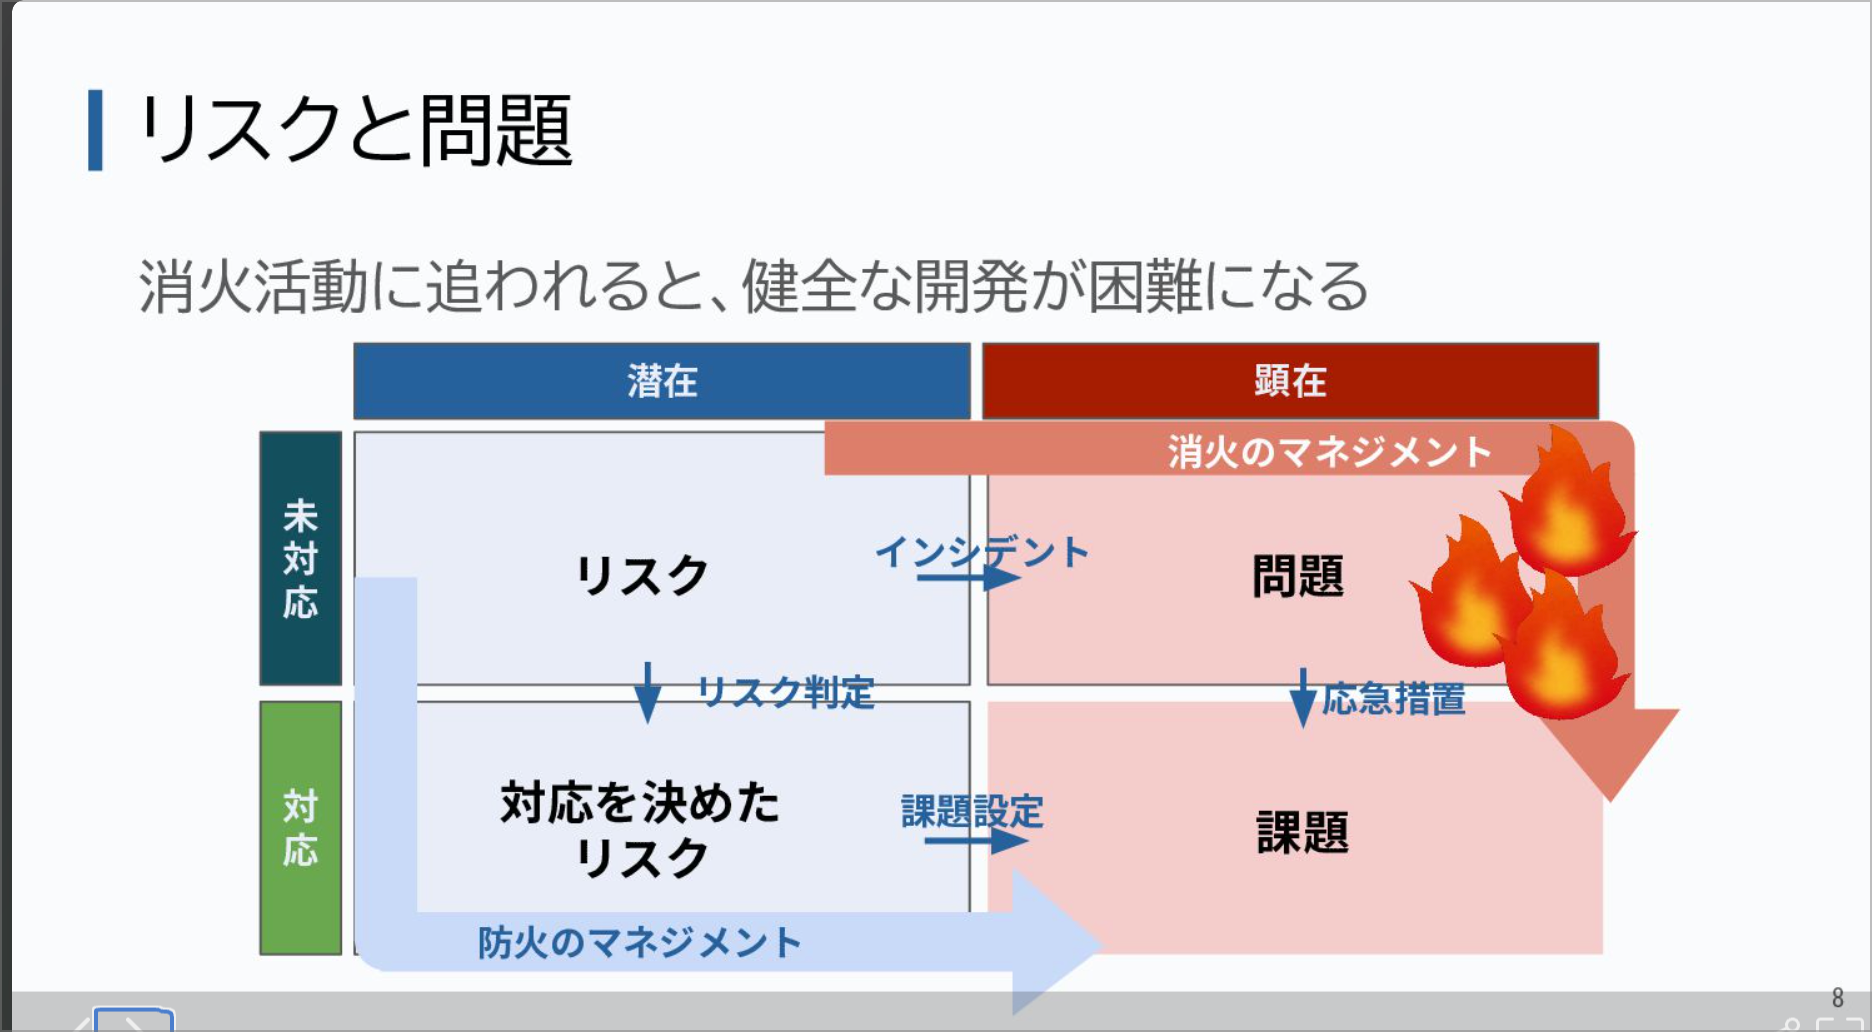 リスクと問題
消火活動に追われると、健全な開発が困難になる
潜在
顕在
未対応
消火のマネジメント
リスク
インシデント
問題
リスク判定
応急措置
対応
対応を決めた
リスク
課題設定
課題
防火のマネジメント
8